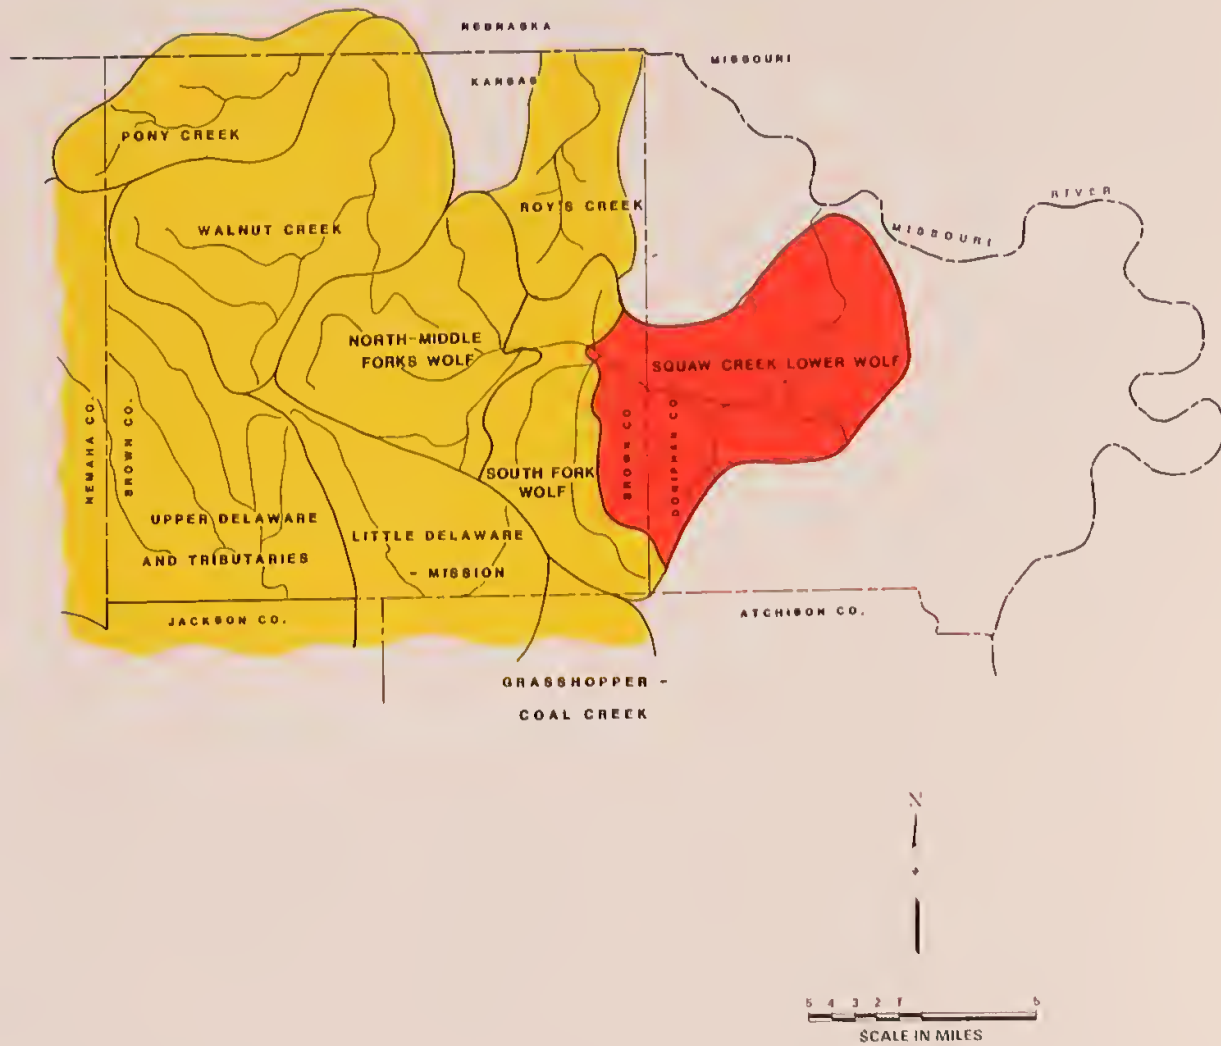 NEBRASKA
KANSAS
MISSOURI
PONY CREEK
RIVER
MISSOURI
WALNUT CREEK
ROY'S CREEK
NORTH-MIDDLE
FORKS WOLF
SQUAW CREEK LOWER WOLF
NEMAHA CO.
BROWN CO.
BROWN CO
DONIPHAN CO
SOUTH FORK
WOLF
UPPER DELAWARE
AND TRIBUTARIES
LITTLE DELAWARE
- MISSION
JACKSON CO.
ATCHISON CO.
GRASSHOPPER -
COAL CREEK
N
5 4 3 2 1 5
SCALE IN MILES